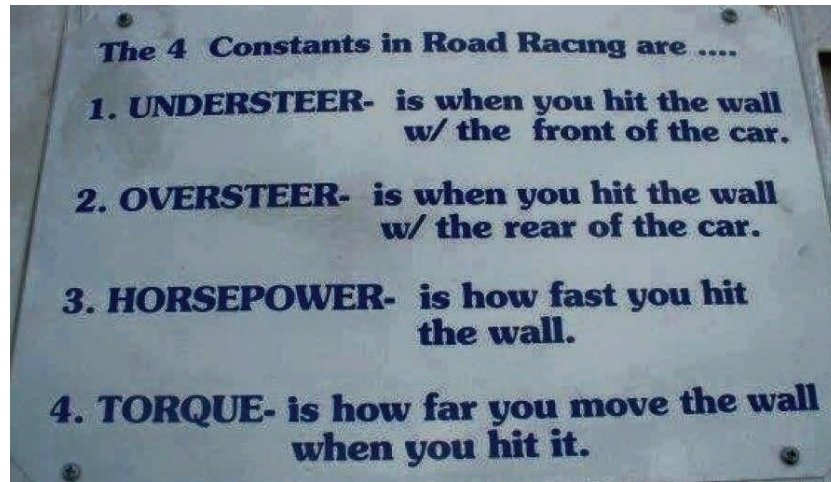 The 4 Constants in Road Racing are ....
1. UNDERSTEER- is when you hit the wall
w/ the front of the car.
2. OVERSTEER- is when you hit the wall
w/ the rear of the car.
3. HORSEPOWER- is how fast you hit
the wall.
4. TORQUE- is how far you move the wall
when you hit it.